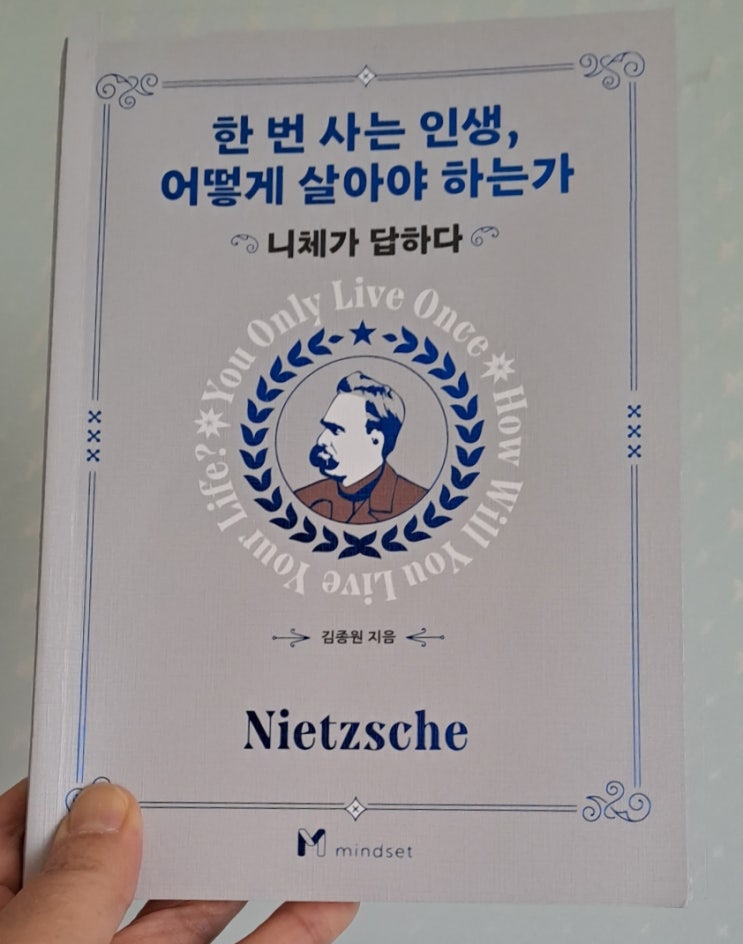 한 번 사는 인생,
어떻게 살아야 하는가
니체가 답하다
You Only Live Once
How Will You Live Your Life?
김종원 지음
Nietzsche
M mindset